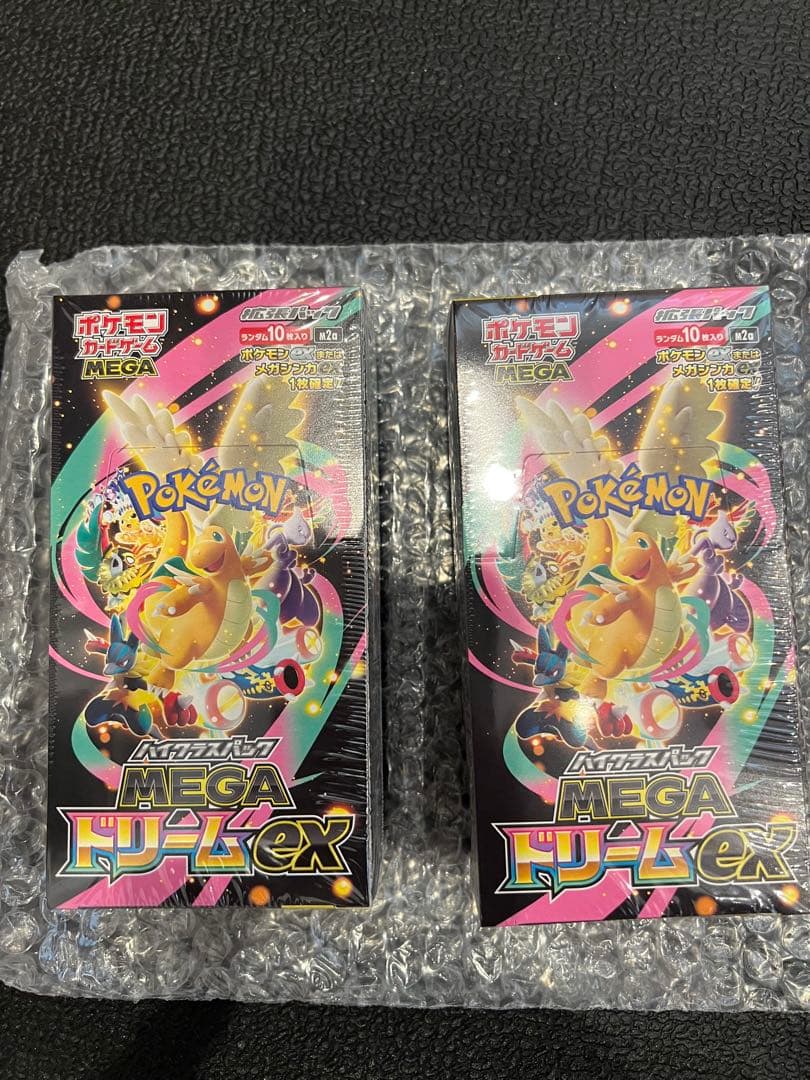 ポケモン
カードゲーム
MEGA
拡張パック
ランダム10枚入り M2a
ポケモンexまたは
メガシンカex
1枚確定!!
POKéMON
ハイクラスパック
MEGA
ドリームex
ポケモン
カードゲーム
MEGA
拡張パック
ランダム10枚入り M2a
ポケモンexまたは
メガシンカex
1枚確定!!
POKéMON
ハイクラスパック
MEGA
ドリームex